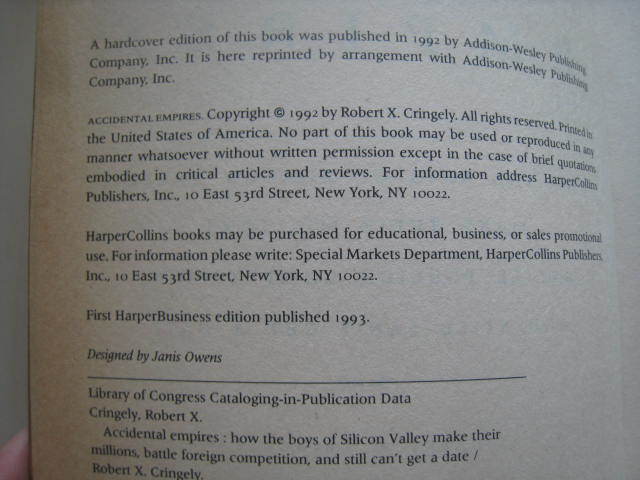 A hardcover edition of this book was published in 1992 by Addison-Wesley Publishing
Company, Inc. It is here reprinted by arrangement with Addison-Wesley Publishing
Company, Inc.
ACCIDENTAL EMPIRES. Copyright © 1992 by Robert X. Cringely. All rights reserved. Printed in
the United States of America. No part of this book may be used or reproduced in any
manner whatsoever without written permission except in the case of brief quotations
embodied in critical articles and reviews. For information address HarperCollins
Publishers, Inc., 10 East 53rd Street, New York, NY 10022.
HarperCollins books may be purchased for educational, business, or sales promotional
use. For information please write: Special Markets Department, HarperCollins Publishers,
Inc., 10 East 53rd Street, New York, NY 10022.
First HarperBusiness edition published 1993.
Designed by Janis Owens
Library of Congress Cataloging-in-Publication Data
Cringely, Robert X.
Accidental empires : how the boys of Silicon Valley make their
millions, battle foreign competition, and still can't get a date /
Robert X. Cringely.